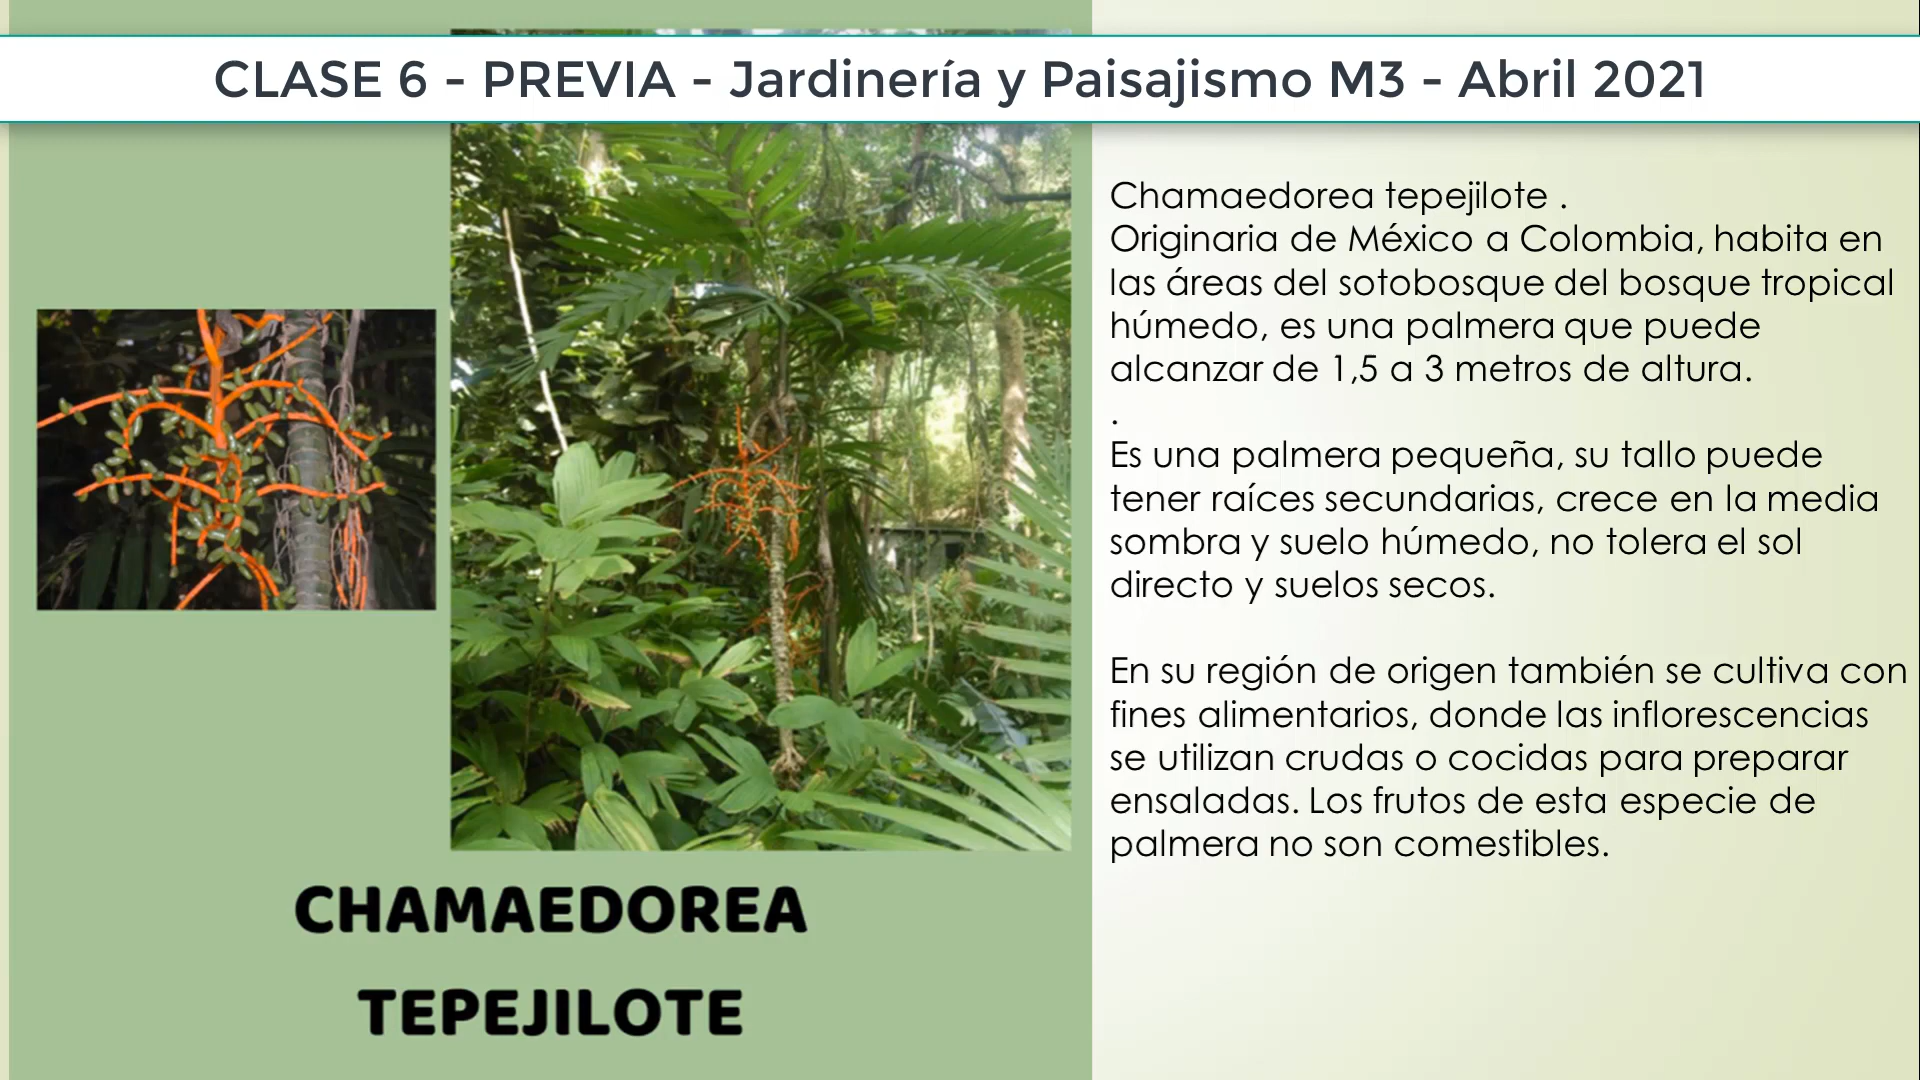 CLASE 6 - PREVIA - Jardinería y Paisajismo M3 - Abril 2021
Chamaedorea tepejilote .
Originaria de México a Colombia, habita en
las áreas del sotobosque del bosque tropical
húmedo, es una palmera que puede
alcanzar de 1,5 a 3 metros de altura.
.
Es una palmera pequeña, su tallo puede
tener raíces secundarias, crece en la media
sombra y suelo húmedo, no tolera el sol
directo y suelos secos.
En su región de origen también se cultiva con
fines alimentarios, donde las inflorescencias
se utilizan crudas o cocidas para preparar
ensaladas. Los frutos de esta especie de
palmera no son comestibles.
CHAMAEDOREA
TEPEJILOTE